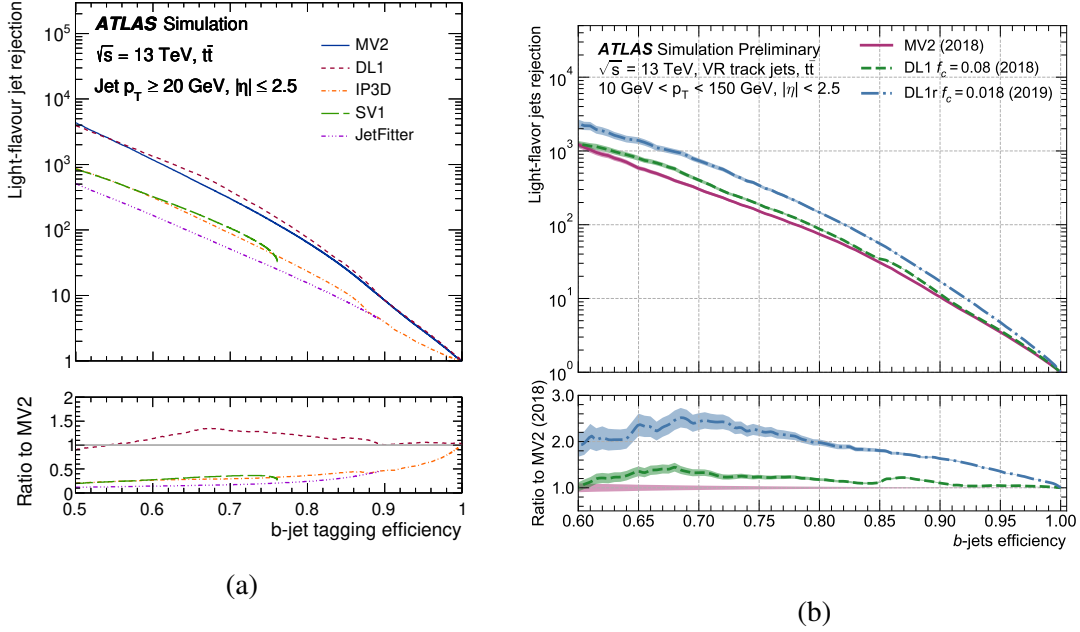 ATLAS Simulation
√s = 13 TeV, tt̄
Jet p_T ≥ 20 GeV, |η| ≤ 2.5
MV2
DL1
IP3D
SV1
JetFitter
Light-flavour jet rejection
10^5
10^4
10^3
10^2
10
1
Ratio to MV2
2
1.5
1
0.5
0
0.5 0.6 0.7 0.8 0.9 1
b-jet tagging efficiency
(a)
ATLAS Simulation Preliminary
√s = 13 TeV, VR track jets, tt̄
10 GeV < p_T < 150 GeV, |η| < 2.5
MV2 (2018)
DL1 f_c = 0.08 (2018)
DL1r f_c = 0.018 (2019)
Light-flavor jets rejection
10^4
10^3
10^2
10^1
10^0
Ratio to MV2 (2018)
3.0
2.0
1.0
0.60 0.65 0.70 0.75 0.80 0.85 0.90 0.95 1.00
b-jets efficiency
(b)